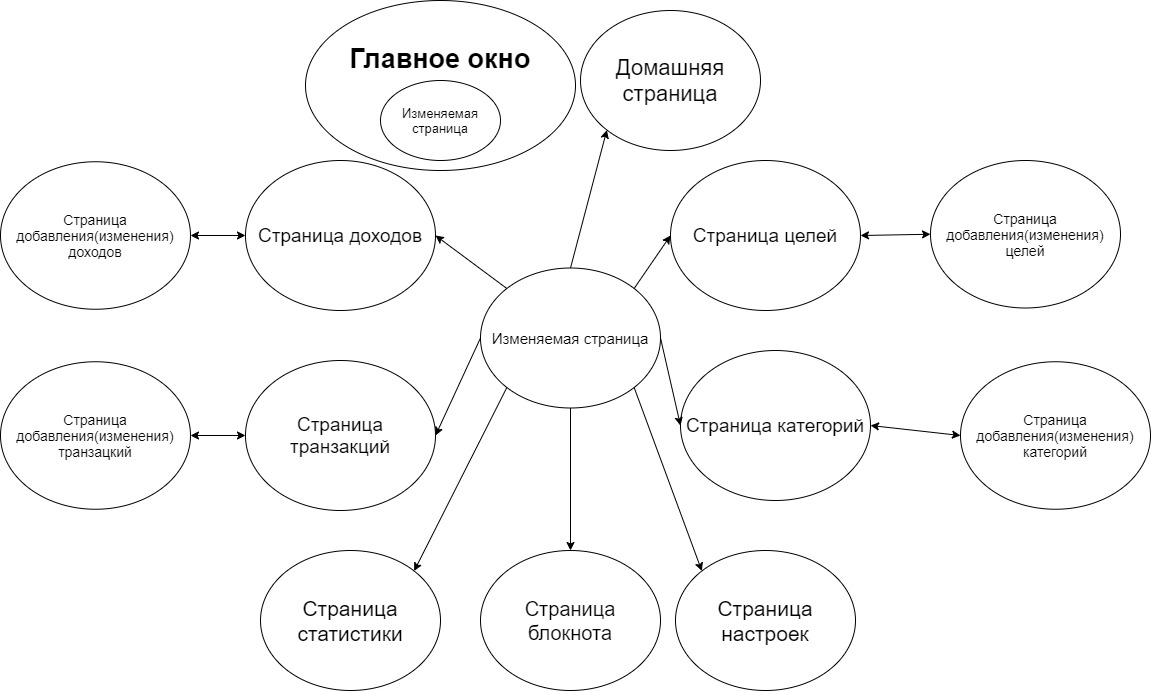 Главное окно
Изменяемая
страница
Домашняя
страница
Страница
добавления(изменения)
доходов
Страница доходов
Страница целей
Страница
добавления(изменения)
целей
Изменяемая страница
Страница
добавления(изменения)
транзацкий
Страница
транзакций
Страница категорий
Страница
добавления(изменения)
категорий
Страница
статистики
Страница
блокнота
Страница
настроек